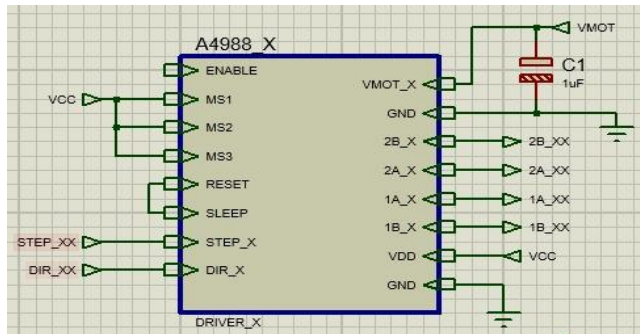 A4988_X
VMOT
ENABLE
C1
1uF
VMOT_X
VCC
MS1
GND
MS2
2B_X
2B_XX
MS3
2A_X
2A_XX
RESET
1A_X
1A_XX
SLEEP
1B_X
1B_XX
STEP_XX
STEP_X
VDD
VCC
DIR_XX
DIR_X
GND
DRIVER_X